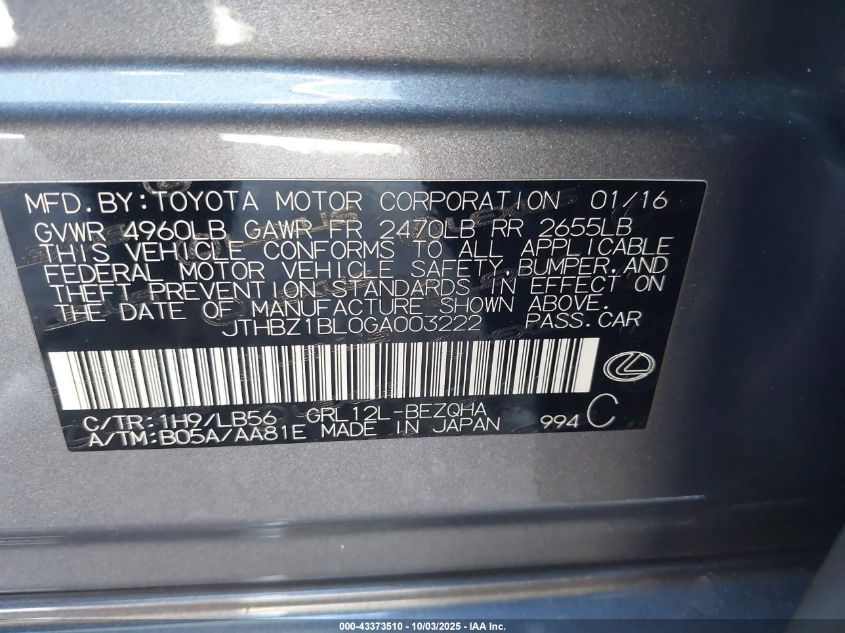 MFD.BY:TOYOTA MOTOR CORPORATION 01/16
GVWR 4960LB GAWR FR 2470LB RR 2655LB
THIS VEHICLE CONFORMS TO ALL APPLICABLE
FEDERAL MOTOR VEHICLE SAFETY,BUMPER,AND
THEFT PREVENTION STANDARDS IN EFFECT ON
THE DATE OF MANUFACTURE SHOWN ABOVE.
JTHBZ1BL0GA003222 PASS.CAR
C/TR:1H9/LB56 GRL12L-BEZQHA
A/TM:B05A/AA81E MADE IN JAPAN 994 C
000-43373510 - 10/03/2025 - IAA Inc.